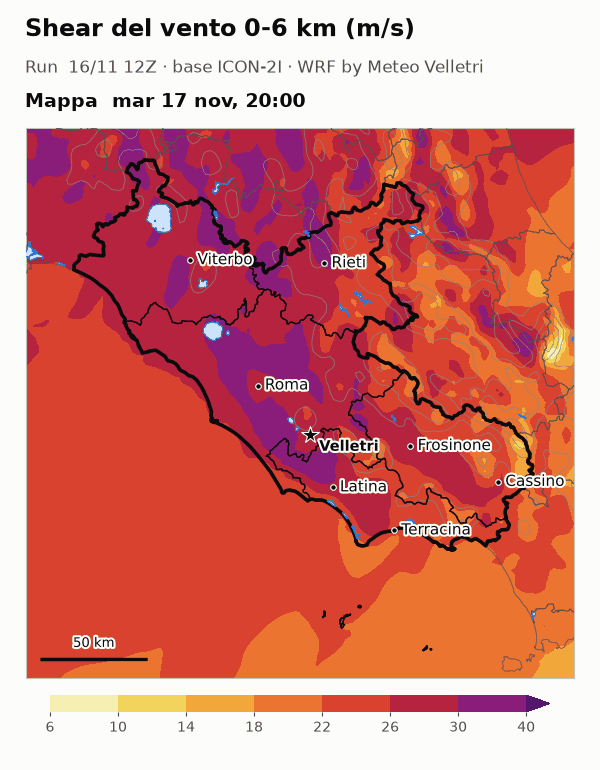 Shear del vento 0-6 km (m/s)
Run  16/11 12Z · base ICON-2I · WRF by Meteo Velletri
Mappa  mar 17 nov, 20:00
Viterbo
Rieti
Roma
Velletri
Frosinone
Latina
Cassino
Terracina
50 km
6 10 14 18 22 26 30 40